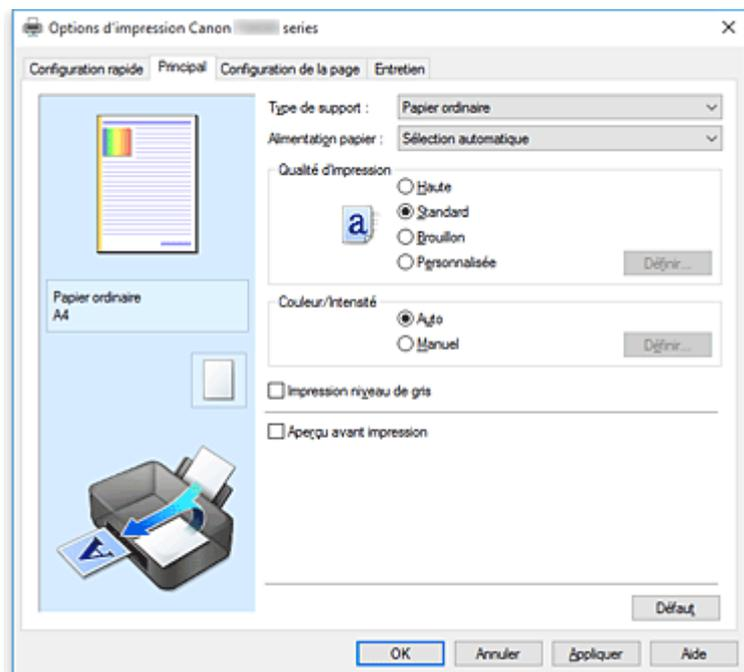 Options d'impression Canon series
Configuration rapide Principal Configuration de la page Entretien
Type de support : Papier ordinaire
Alimentation papier : Sélection automatique
Qualité d'impression
Haute
a
Standard
Brouillon
Personnalisée Définir...
Papier ordinaire
A4
Couleur/Intensité
Auto
Manuel Définir...
Impression niveau de gris
Aperçu avant impression
A
Défaut
OK Annuler Appliquer Aide